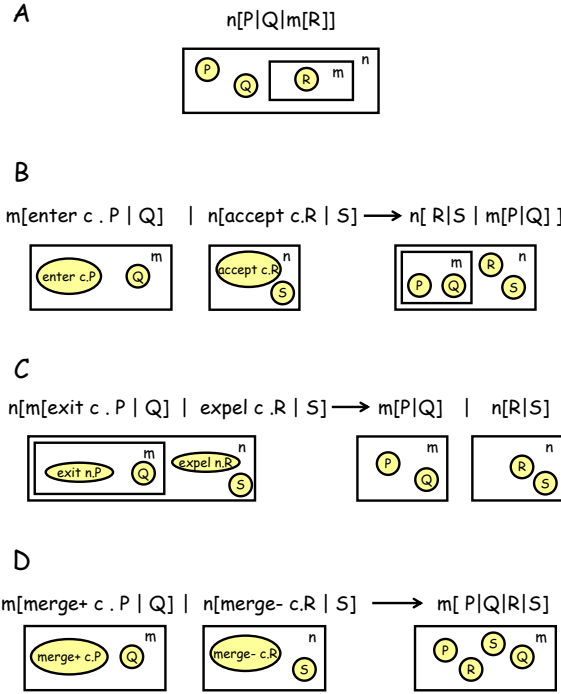 A
n[P|Q|m[R]]
P
Q
R
m
n
B
m[enter c . P | Q] | n[accept c.R | S] → n[ R|S | m[P|Q] ]
enter c.P
Q
m
accept c.R
n
S
P
Q
m
R
n
S
C
n[m[exit c . P | Q] | expel c .R | S] → m[P|Q] | n[R|S]
exit n.P
Q
m
expel n.R
n
S
P
Q
m
R
S
n
D
m[merge+ c . P | Q] | n[merge- c.R | S] → m[ P|Q|R|S]
merge+ c.P
Q
m
merge- c.R
n
S
P
R
S
Q
m